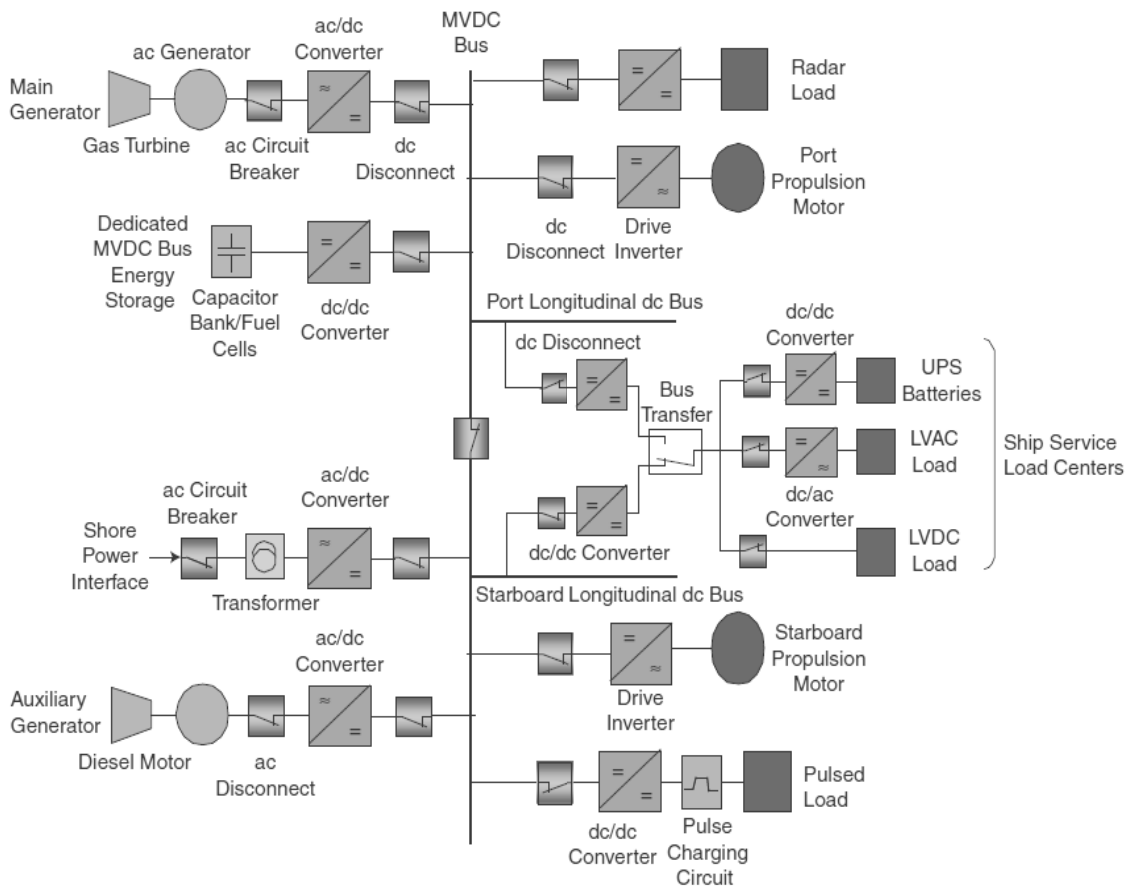 ac/dc
Converter
MVDC
Bus
ac Generator
Main
Generator
Gas Turbine
ac Circuit
Breaker
dc
Disconnect
Radar
Load
Port
Propulsion
Motor
dc
Disconnect
Drive
Inverter
Dedicated
MVDC Bus
Energy
Storage
Capacitor
Bank/Fuel
Cells
dc/dc
Converter
Port Longitudinal dc Bus
dc Disconnect
Bus
Transfer
dc/dc
Converter
UPS
Batteries
LVAC
Load
dc/ac
Converter
LVDC
Load
Ship Service
Load Centers
dc/dc Converter
Starboard Longitudinal dc Bus
ac Circuit
Breaker
ac/dc
Converter
Shore
Power
Interface
Transformer
ac/dc
Converter
Auxiliary
Generator
Diesel Motor
ac
Disconnect
Starboard
Propulsion
Motor
Drive
Inverter
Pulsed
Load
dc/dc
Converter
Pulse
Charging
Circuit